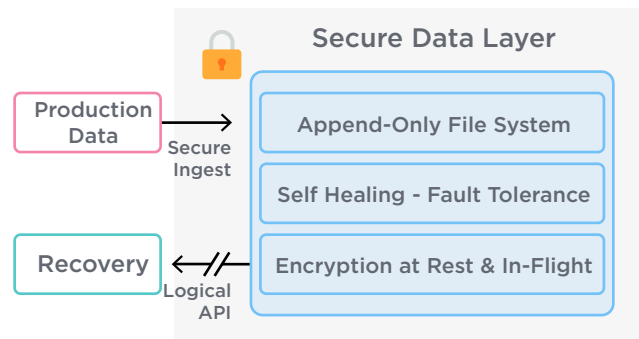 Secure Data Layer
Production
Data
Secure
Ingest
Append-Only File System
Self Healing - Fault Tolerance
Encryption at Rest & In-Flight
Recovery
Logical
API